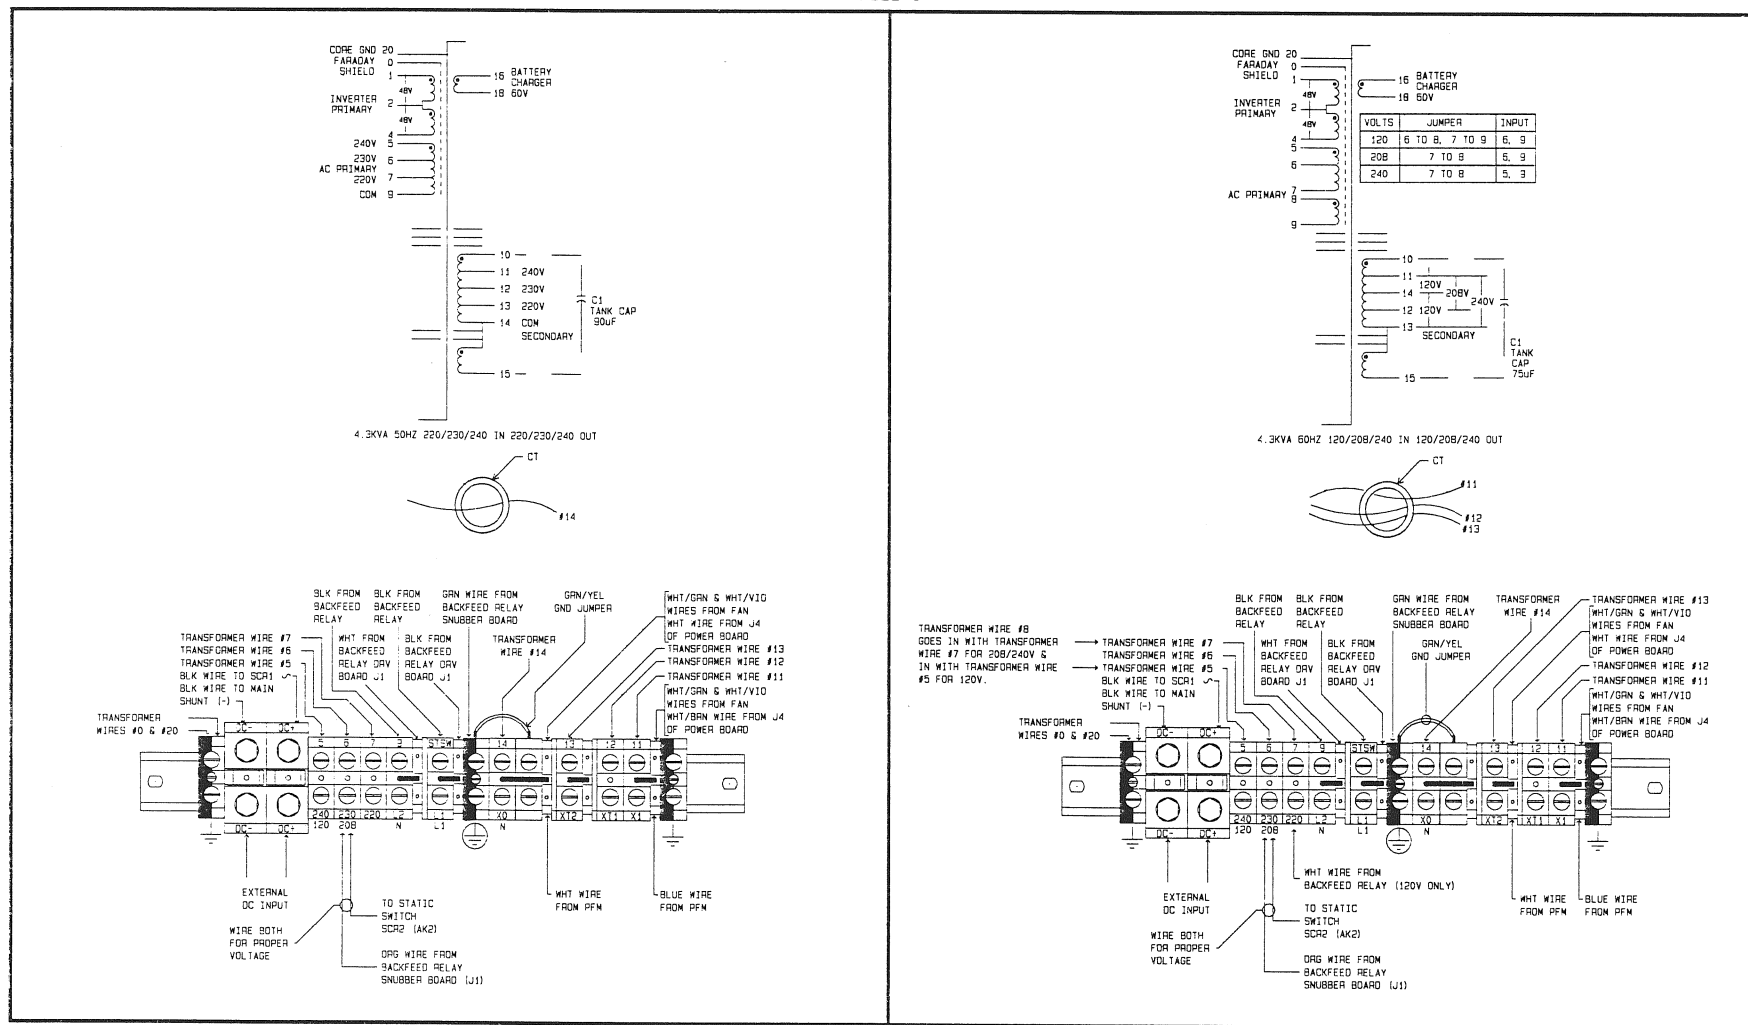 CORE GND 20
FARADAY 0
SHIELD
1
48V
INVERTER
PRIMARY 2
48V
4
240V 5
230V 6
AC PRIMARY
220V 7
COM 9
16 BATTERY
CHARGER
18 60V
10
11 240V
12 230V
13 220V
14 COM
SECONDARY
15
C1
TANK CAP
90uF
4.3KVA 50HZ 220/230/240 IN 220/230/240 OUT
CT
#14
BLK FROM
BACKFEED
RELAY
BLK FROM
BACKFEED
RELAY
GRN WIRE FROM
BACKFEED RELAY
SNUBBER BOARD
GRN/YEL
GND JUMPER
WHT/GRN & WHT/VIO
WIRES FROM FAN
WHT WIRE FROM J4
OF POWER BOARD
TRANSFORMER WIRE #7
TRANSFORMER WIRE #6
TRANSFORMER WIRE #5
BLK WIRE TO SCR1
BLK WIRE TO MAIN
SHUNT (-)
WHT FROM
BACKFEED
RELAY DRV
BOARD J1
BLK FROM
BACKFEED
RELAY DRV
BOARD J1
TRANSFORMER
WIRE #14
TRANSFORMER WIRE #13
TRANSFORMER WIRE #12
TRANSFORMER WIRE #11
WHT/GRN & WHT/VIO
WIRES FROM FAN
WHT/BRN WIRE FROM J4
OF POWER BOARD
TRANSFORMER
WIRES #0 & #20
DC- DC+ 5 6 7 9 STSW 14 13 12 11
DC- DC+ 240 230 220 L2 L1 X0 XT2 XT1 X1
120 208 N L1 N
EXTERNAL
DC INPUT
WIRE BOTH
FOR PROPER
VOLTAGE
TO STATIC
SWITCH
SCR2 (AK2)
ORG WIRE FROM
BACKFEED RELAY
SNUBBER BOARD (J1)
WHT WIRE
FROM PFM
BLUE WIRE
FROM PFM
CORE GND 20
FARADAY 0
SHIELD
1
48V
INVERTER
PRIMARY 2
48V
4
5
6
7
AC PRIMARY 8
9
16 BATTERY
CHARGER
18 60V
VOLTS JUMPER INPUT
120 6 TO 8, 7 TO 9 6, 9
208 7 TO 8 6, 9
240 7 TO 8 5, 9
10
11
120V
14 208V
240V
12 120V
13
SECONDARY
15
C1
TANK
CAP
75uF
4.3KVA 60HZ 120/208/240 IN 120/208/240 OUT
CT
#11
#12
#13
BLK FROM
BACKFEED
RELAY
BLK FROM
BACKFEED
RELAY
GRN WIRE FROM
BACKFEED RELAY
SNUBBER BOARD
TRANSFORMER
WIRE #14
TRANSFORMER WIRE #13
WHT/GRN & WHT/VIO
WIRES FROM FAN
WHT WIRE FROM J4
OF POWER BOARD
TRANSFORMER WIRE #8
GOES IN WITH TRANSFORMER
WIRE #7 FOR 208/240V &
IN WITH TRANSFORMER WIRE
#5 FOR 120V.
TRANSFORMER WIRE #7
TRANSFORMER WIRE #6
TRANSFORMER WIRE #5
BLK WIRE TO SCR1
BLK WIRE TO MAIN
SHUNT (-)
WHT FROM
BACKFEED
RELAY DRV
BOARD J1
BLK FROM
BACKFEED
RELAY DRV
BOARD J1
GRN/YEL
GND JUMPER
TRANSFORMER WIRE #12
TRANSFORMER WIRE #11
WHT/GRN & WHT/VIO
WIRES FROM FAN
WHT/BRN WIRE FROM J4
OF POWER BOARD
TRANSFORMER
WIRES #0 & #20
DC- DC+ 5 6 7 9 STSW 14 13 12 11
DC- DC+ 240 230 220 L2 L1 X0 XT2 XT1 X1
120 208 N L1 N
WHT WIRE FROM
BACKFEED RELAY (120V ONLY)
EXTERNAL
DC INPUT
WIRE BOTH
FOR PROPER
VOLTAGE
TO STATIC
SWITCH
SCR2 (AK2)
ORG WIRE FROM
BACKFEED RELAY
SNUBBER BOARD (J1)
WHT WIRE
FROM PFM
BLUE WIRE
FROM PFM